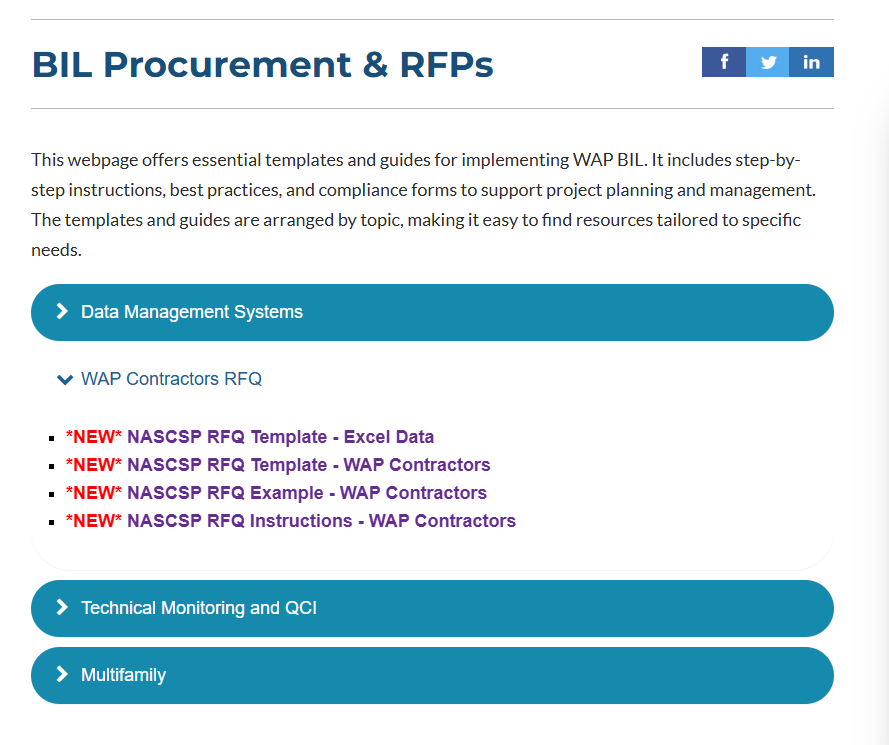 BIL Procurement & RFPs
f
in
This webpage offers essential templates and guides for implementing WAP BIL. It includes step-by-
step instructions, best practices, and compliance forms to support project planning and management.
The templates and guides are arranged by topic, making it easy to find resources tailored to specific
needs.
Data Management Systems
WAP Contractors RFQ
*NEW* NASCSP RFQ Template - Excel Data
*NEW* NASCSP RFQ Template - WAP Contractors
*NEW* NASCSP RFQ Example - WAP Contractors
*NEW* NASCSP RFQ Instructions - WAP Contractors
Technical Monitoring and QCI
Multifamily